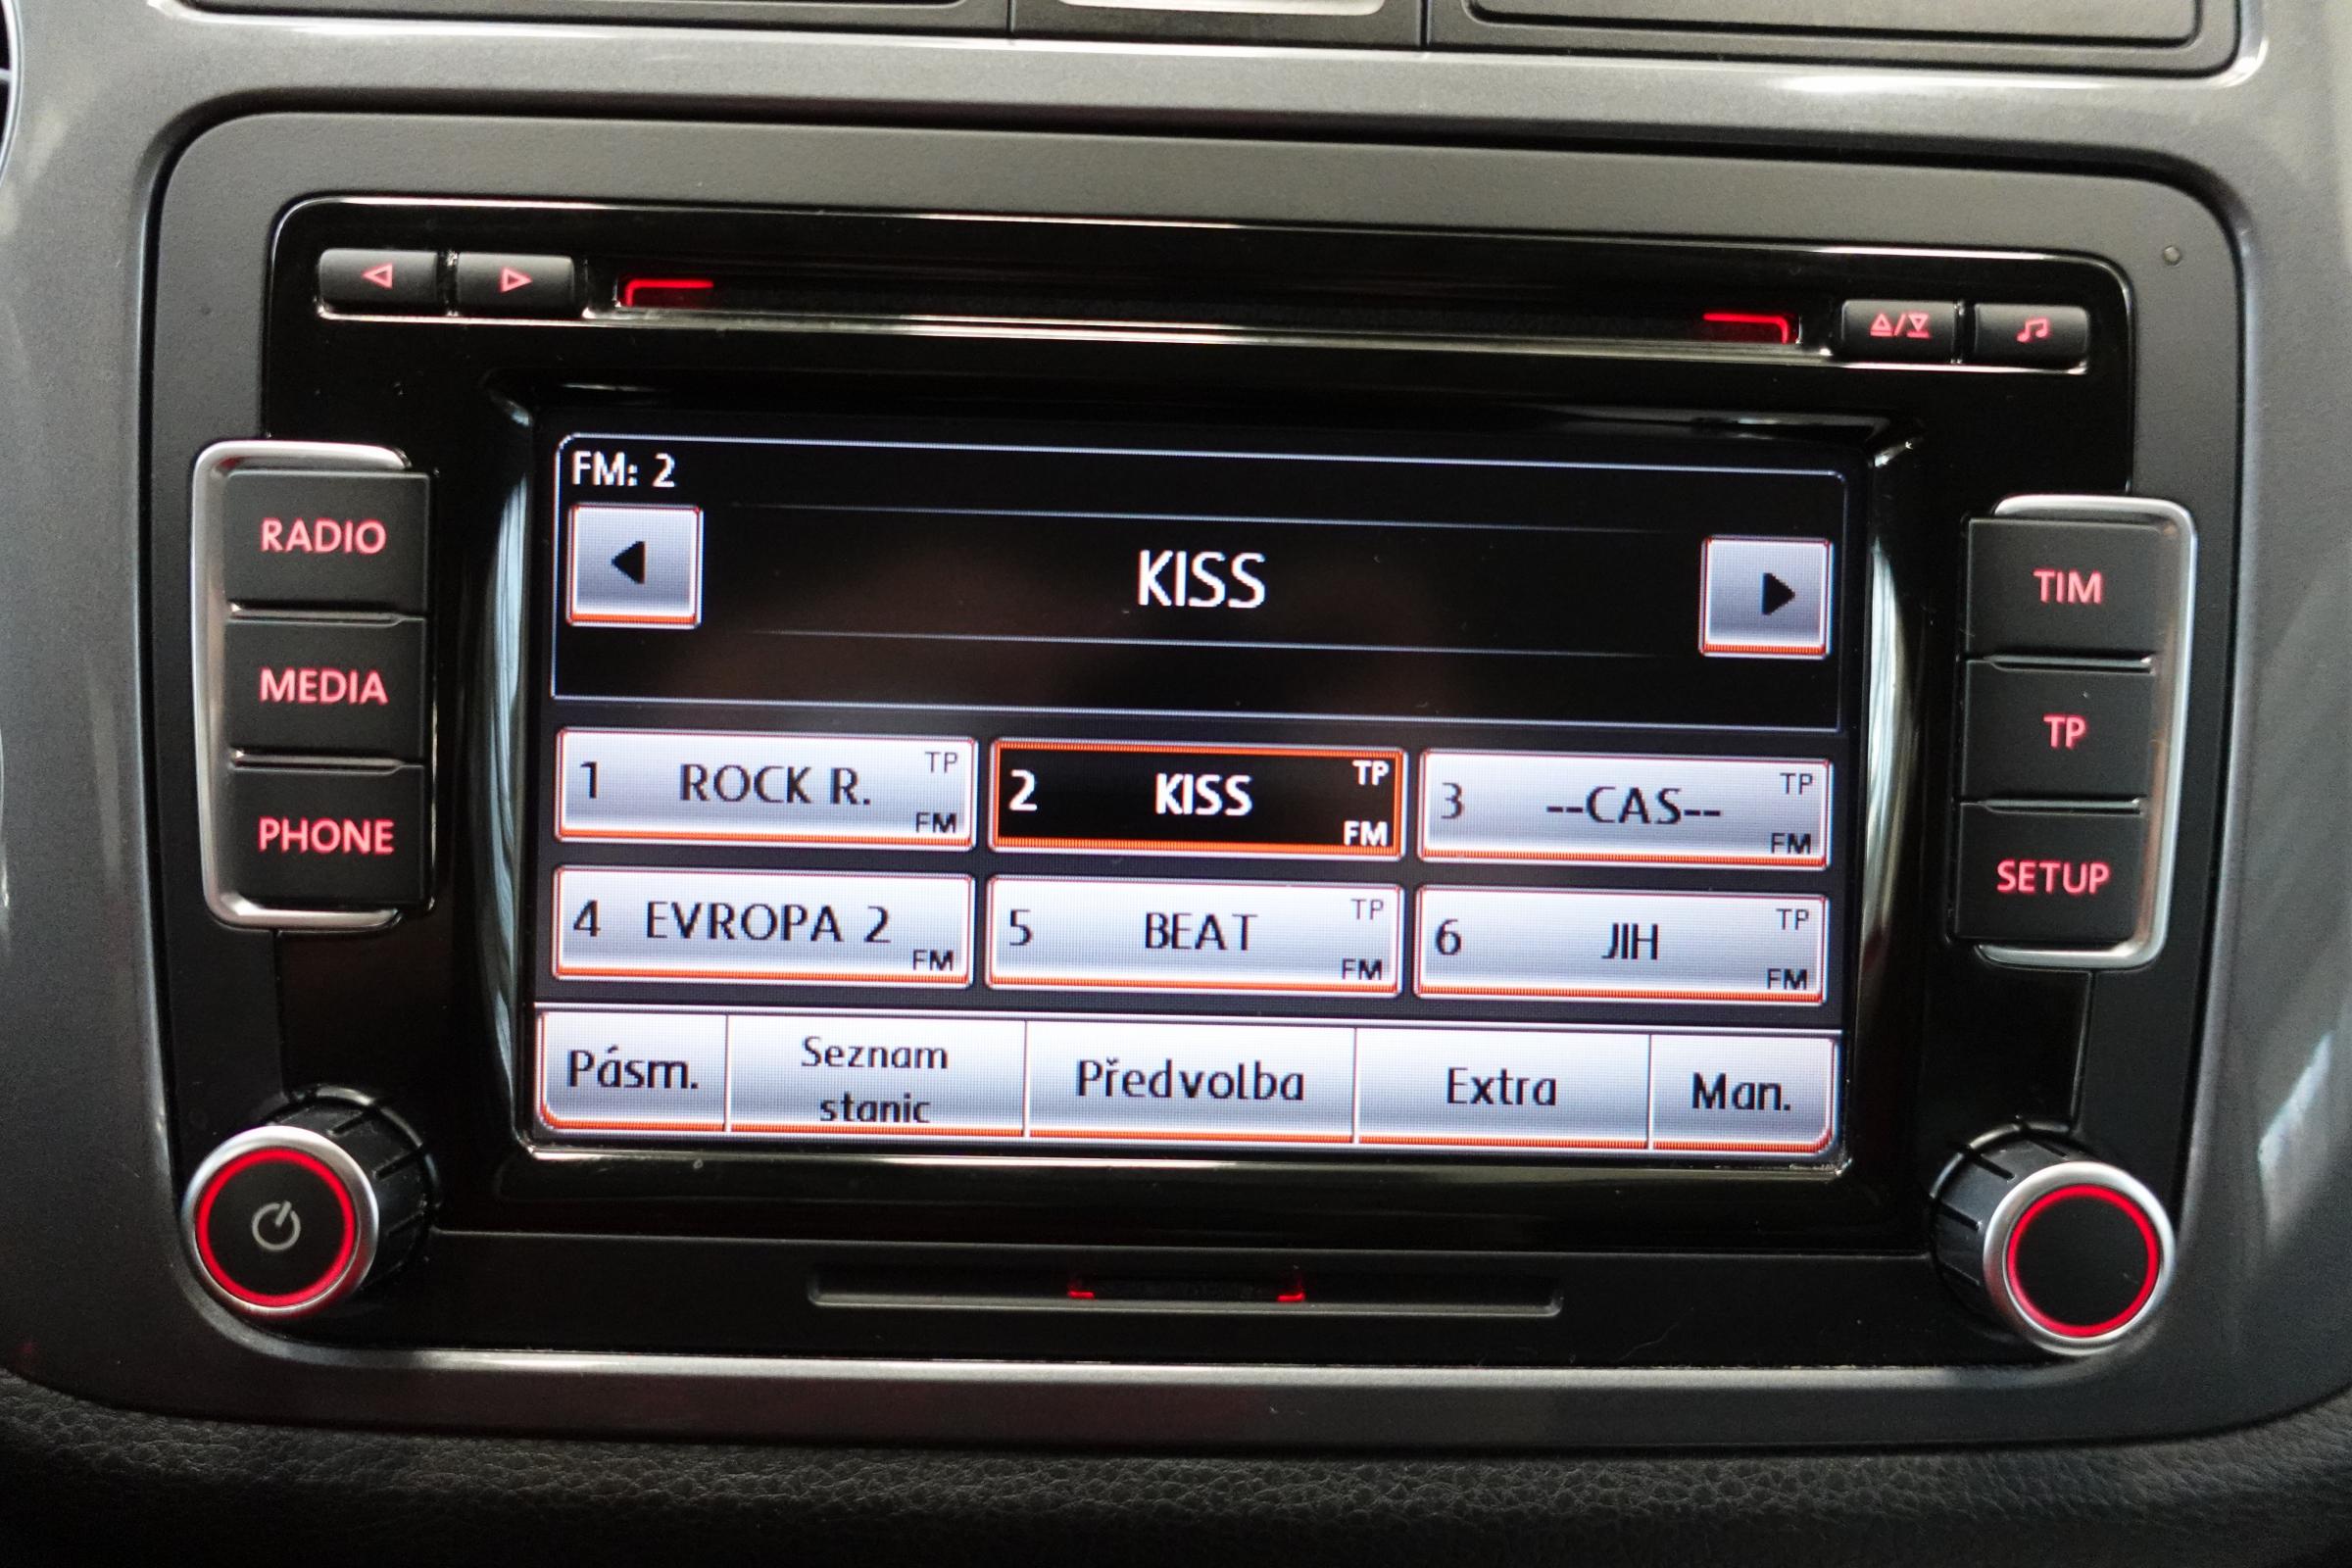 FM: 2
KISS
1 ROCK R. TP FM
2 KISS TP FM
3 --CAS-- TP FM
4 EVROPA 2 FM
5 BEAT TP FM
6 JIH TP FM
Pásm.
Seznam
stanic
Předvolba
Extra
Man.
RADIO
MEDIA
PHONE
TIM
TP
SETUP